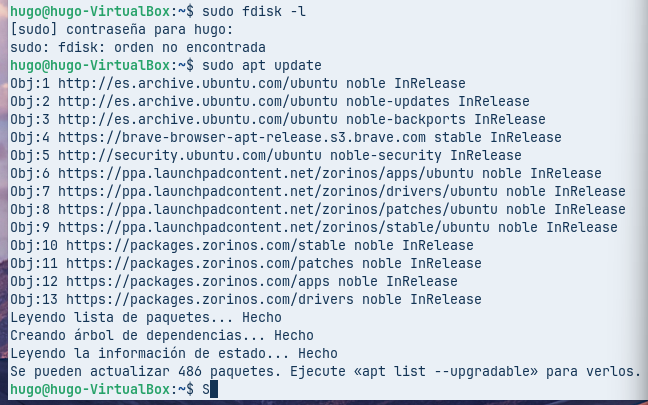 hugo@hugo-VirtualBox:~$ sudo fdisk -l
[sudo] contraseña para hugo:
sudo: fdisk: orden no encontrada
hugo@hugo-VirtualBox:~$ sudo apt update
Obj:1 http://es.archive.ubuntu.com/ubuntu noble InRelease
Obj:2 http://es.archive.ubuntu.com/ubuntu noble-updates InRelease
Obj:3 http://es.archive.ubuntu.com/ubuntu noble-backports InRelease
Obj:4 https://brave-browser-apt-release.s3.brave.com stable InRelease
Obj:5 http://security.ubuntu.com/ubuntu noble-security InRelease
Obj:6 https://ppa.launchpadcontent.net/zorinos/apps/ubuntu noble InRelease
Obj:7 https://ppa.launchpadcontent.net/zorinos/drivers/ubuntu noble InRelease
Obj:8 https://ppa.launchpadcontent.net/zorinos/patches/ubuntu noble InRelease
Obj:9 https://ppa.launchpadcontent.net/zorinos/stable/ubuntu noble InRelease
Obj:10 https://packages.zorinos.com/stable noble InRelease
Obj:11 https://packages.zorinos.com/patches noble InRelease
Obj:12 https://packages.zorinos.com/apps noble InRelease
Obj:13 https://packages.zorinos.com/drivers noble InRelease
Leyendo lista de paquetes... Hecho
Creando árbol de dependencias... Hecho
Leyendo la información de estado... Hecho
Se pueden actualizar 486 paquetes. Ejecute «apt list --upgradable» para verlos.
hugo@hugo-VirtualBox:~$ S